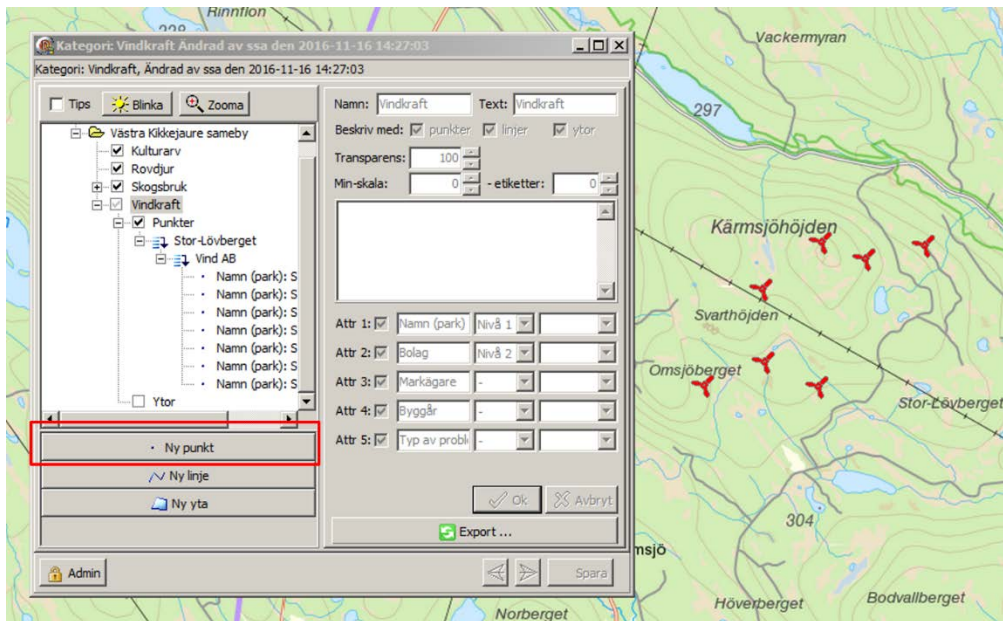 Rinnflon
Vackermyran
Kategori: Vindkraft Ändrad av ssa den 2016-11-16 14:27:03
Kategori: Vindkraft, Ändrad av ssa den 2016-11-16 14:27:03
Tips Blinka Zooma
Namn: Vindkraft Text: Vindkraft
297
Västra Kikkejaure sameby
Beskriv med: punkter linjer ytor
Kulturarv
Transparens: 100
Rovdjur
Skogsbruk
Min-skala: 0 - etiketter: 0
Vindkraft
Punkter
Kärmsjöhöjden
Stor-Lövberget
Vind AB
Namn (park): S
Namn (park): S
Namn (park): S
Namn (park): S
Namn (park): S
Namn (park): S
Namn (park): S
Ytor
Svarthöjden
Attr 1: Namn (park) Nivå 1
Attr 2: Bolag Nivå 2
Omsjöberget
Attr 3: Markägare -
Stor-Lövberget
Attr 4: Byggår -
Attr 5: Typ av probl -
Ny punkt
Ny linje
Ny yta
Ok Avbryt
Export ...
304
msjö
Admin
Spara
Höverberget
Bodvallberget
Norberget